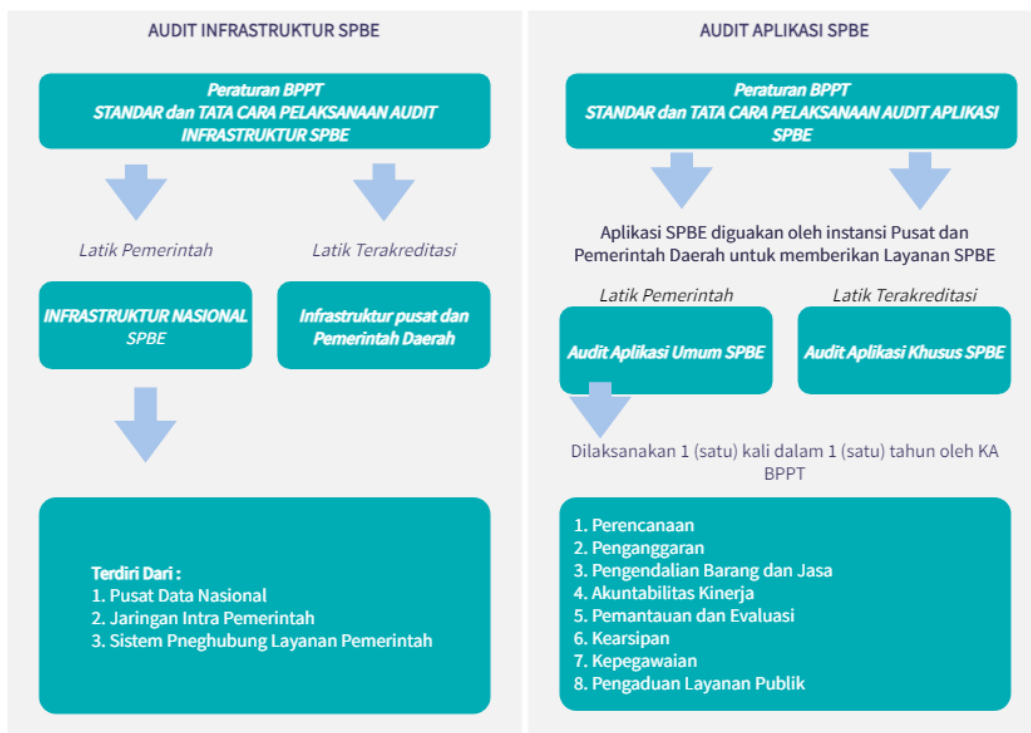 AUDIT INFRASTRUKTUR SPBE
Peraturan BPPT
STANDAR dan TATA CARA PELAKSANAAN AUDIT
INFRASTRUKTUR SPBE
Latik Pemerintah
Latik Terakreditasi
INFRASTRUKTUR NASIONAL
SPBE
Infrastruktur pusat dan
Pemerintah Daerah
Terdiri Dari :
1. Pusat Data Nasional
2. Jaringan Intra Pemerintah
3. Sistem Pneghubung Layanan Pemerintah
AUDIT APLIKASI SPBE
Peraturan BPPT
STANDAR dan TATA CARA PELAKSANAAN AUDIT APLIKASI
SPBE
Aplikasi SPBE diguakan oleh instansi Pusat dan
Pemerintah Daerah untuk memberikan Layanan SPBE
Latik Pemerintah
Latik Terakreditasi
Audit Aplikasi Umum SPBE
Audit Aplikasi Khusus SPBE
Dilaksanakan 1 (satu) kali dalam 1 (satu) tahun oleh KA
BPPT
1. Perencanaan
2. Penganggaran
3. Pengendalian Barang dan Jasa
4. Akuntabilitas Kinerja
5. Pemantauan dan Evaluasi
6. Kearsipan
7. Kepegawaian
8. Pengaduan Layanan Publik